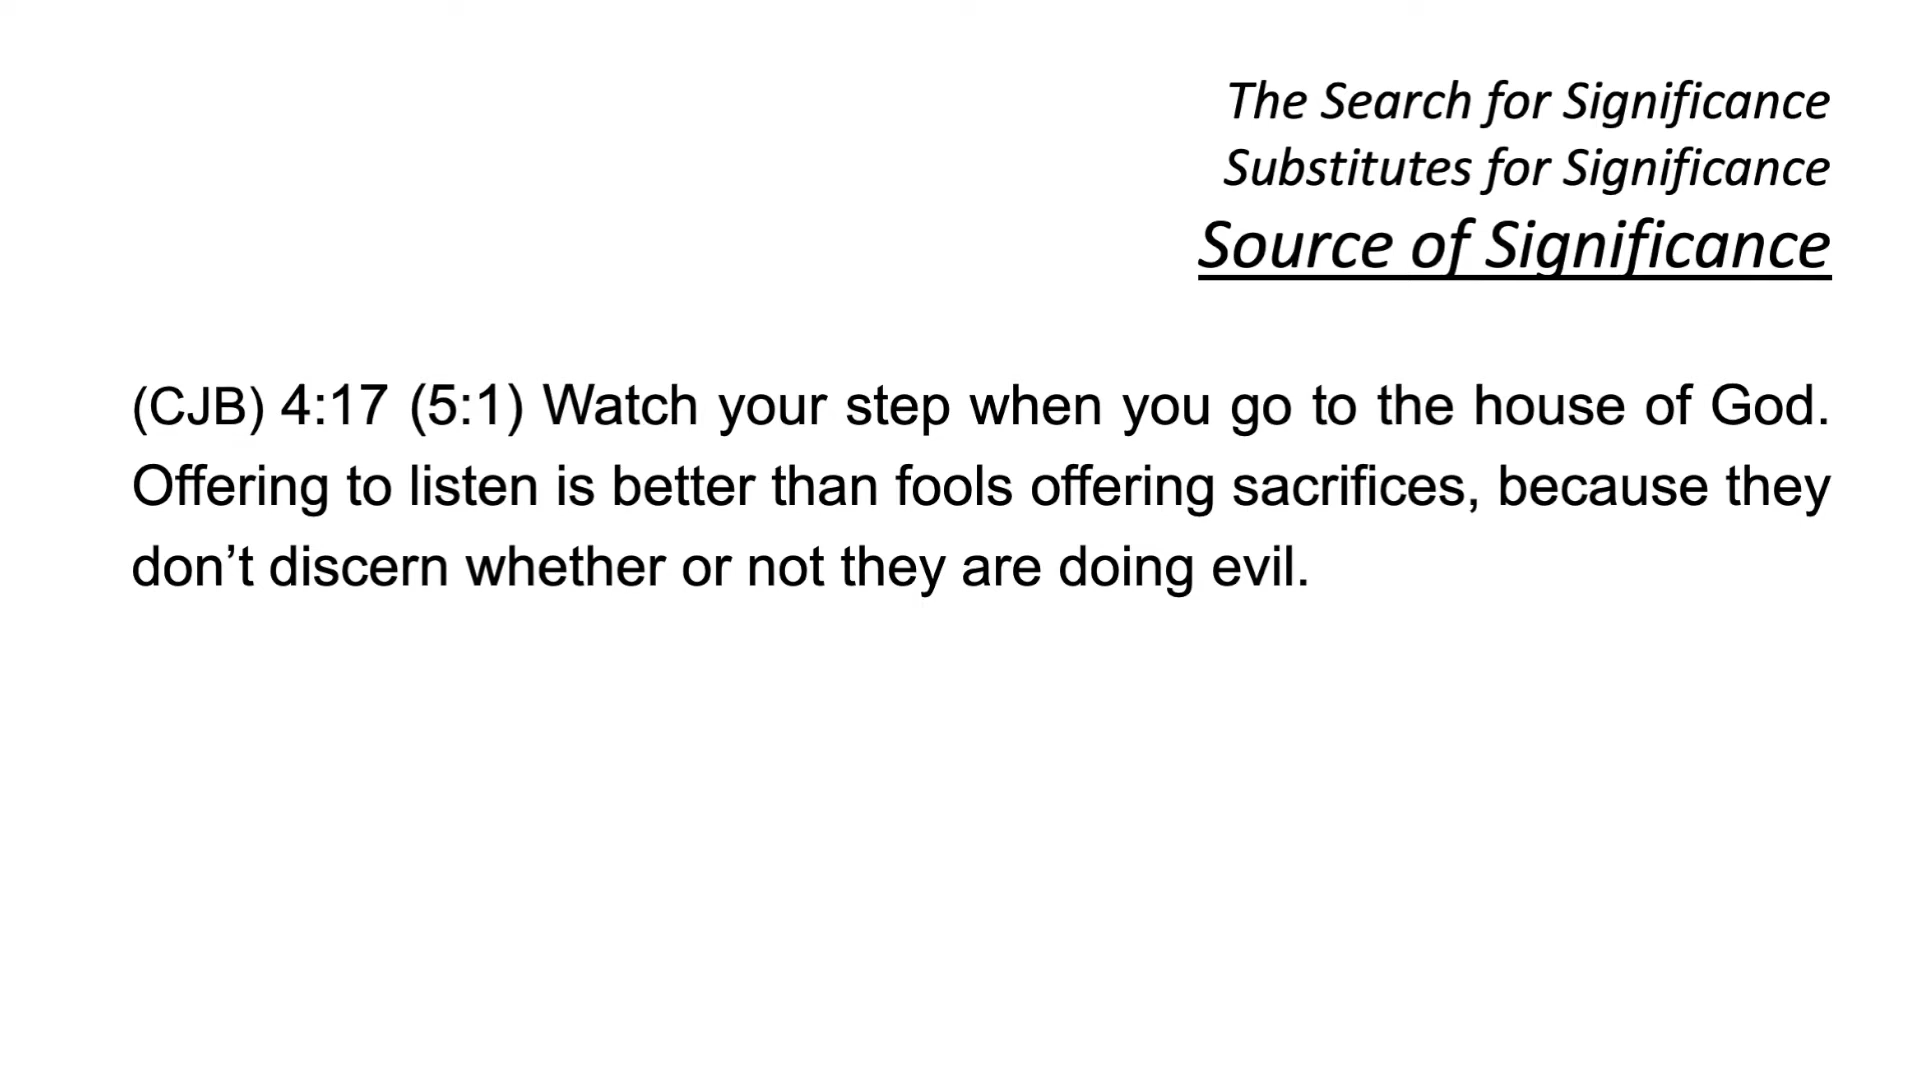 The Search for Significance
Substitutes for Significance
Source of Significance
(CJB) 4:17 (5:1) Watch your step when you go to the house of God.
Offering to listen is better than fools offering sacrifices, because they
don’t discern whether or not they are doing evil.